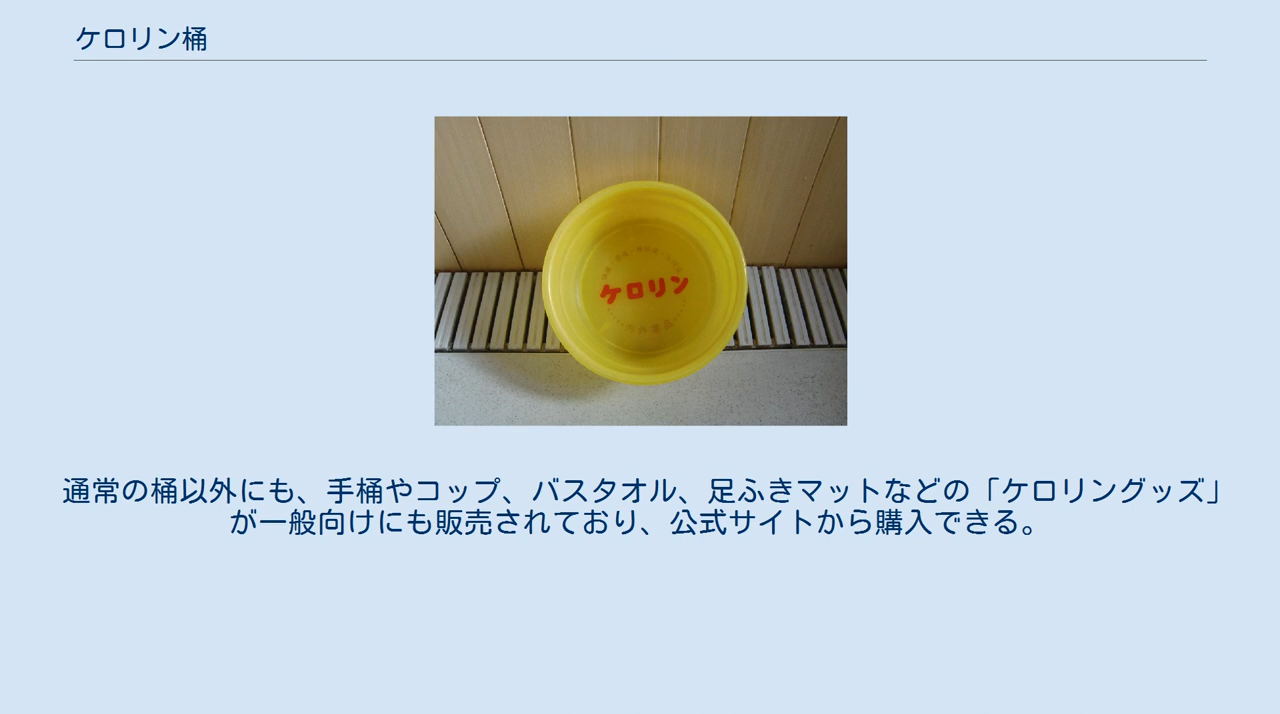 ケロリン桶
ケロリン
通常の桶以外にも、手桶やコップ、バスタオル、足ふきマットなどの「ケロリングッズ」
が一般向けにも販売されており、公式サイトから購入できる。